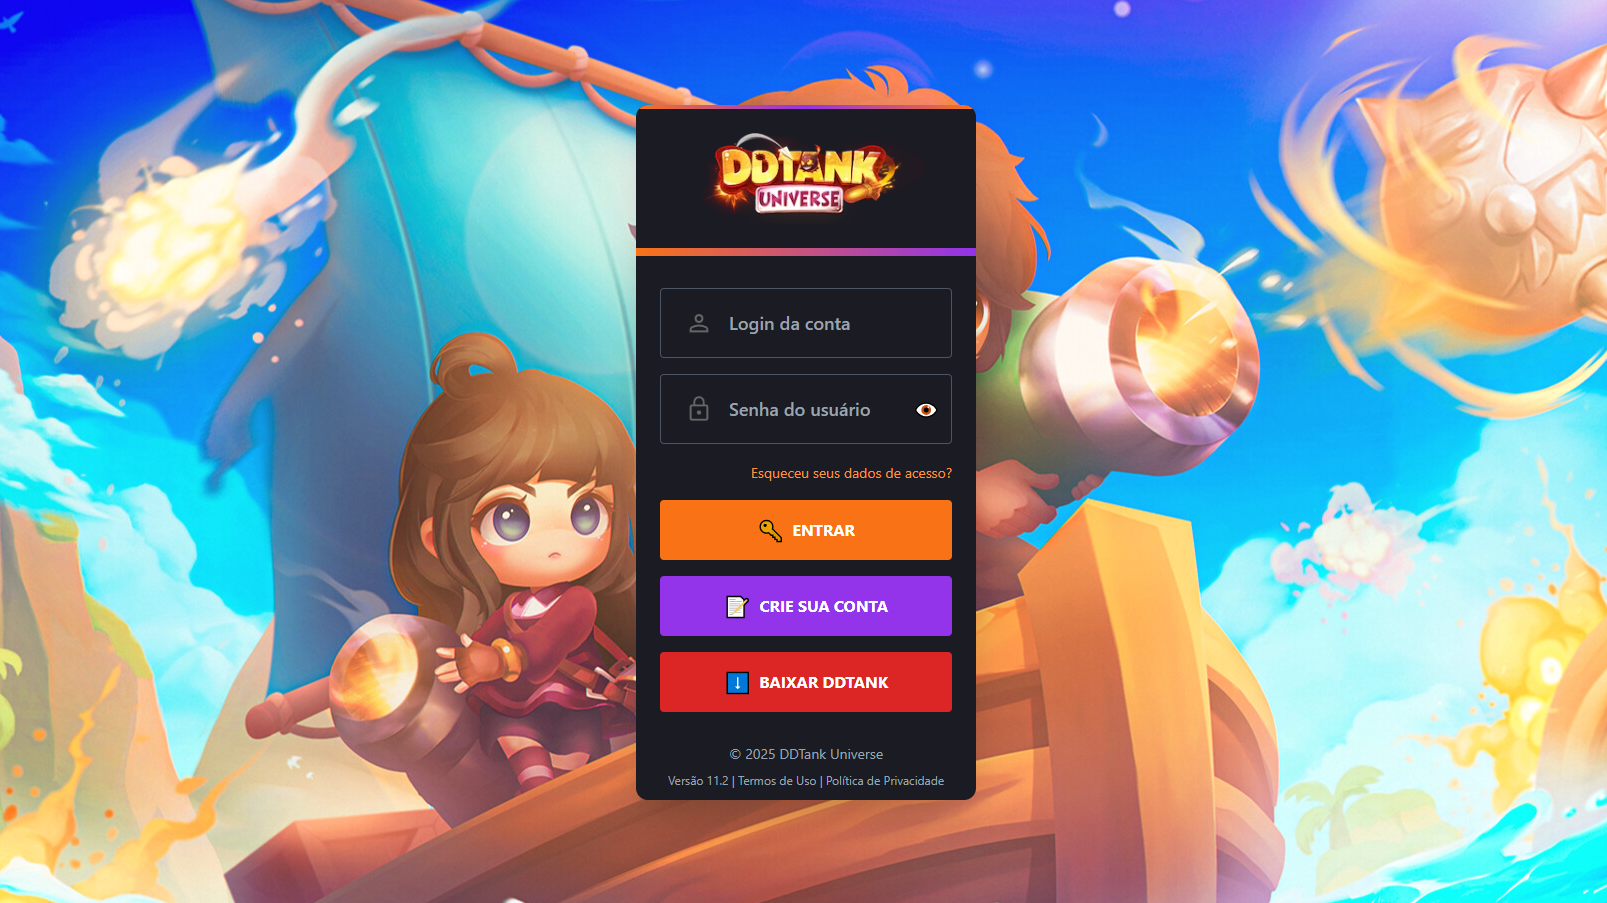 DDTANK
UNIVERSE
Login da conta
Senha do usuário
Esqueceu seus dados de acesso?
ENTRAR
CRIE SUA CONTA
BAIXAR DDTANK
© 2025 DDTank Universe
Versão 11.2 | Termos de Uso | Política de Privacidade